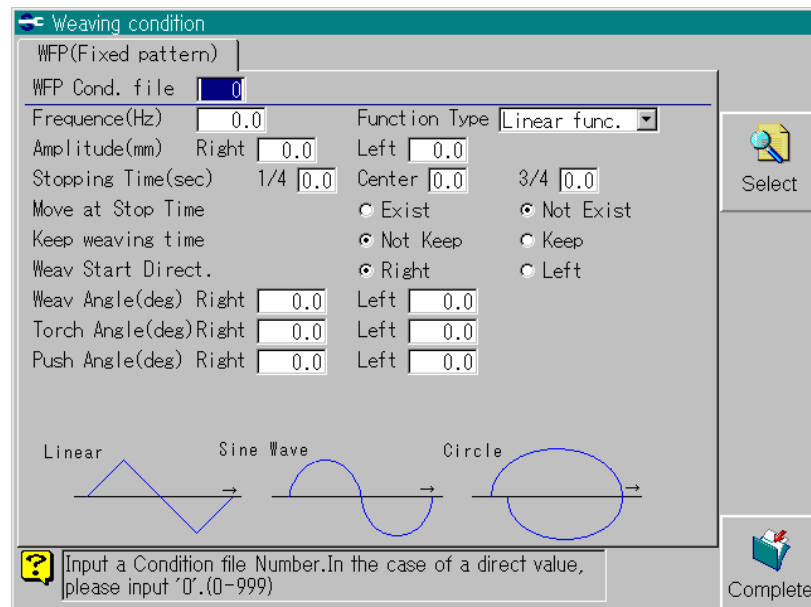 Weaving condition
WFP(Fixed pattern)
WFP Cond. file 0
Frequence(Hz) 0.0 Function Type Linear func.
Amplitude(mm) Right 0.0 Left 0.0
Stopping Time(sec) 1/4 0.0 Center 0.0 3/4 0.0
Select
Move at Stop Time Exist Not Exist
Keep weaving time Not Keep Keep
Weav Start Direct. Right Left
Weav Angle(deg) Right 0.0 Left 0.0
Torch Angle(deg) Right 0.0 Left 0.0
Push Angle(deg) Right 0.0 Left 0.0
Linear Sine Wave Circle
Input a Condition file Number.In the case of a direct value,
please input '0'.(0-999)
Complete